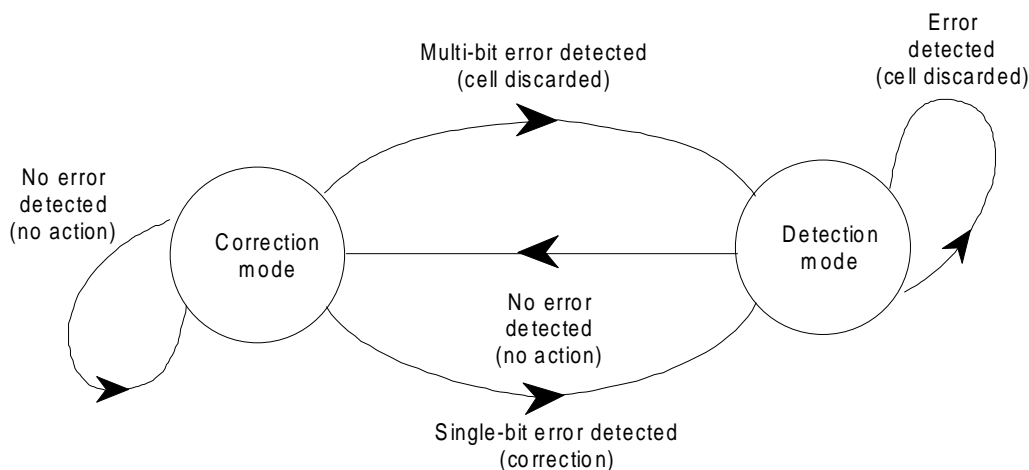 Multi-bit error detected
(cell discarded)
Error
detected
(cell discarded)
No error
detected
(no action)
Correction
mode
Detection
mode
No error
detected
(no action)
Single-bit error detected
(correction)